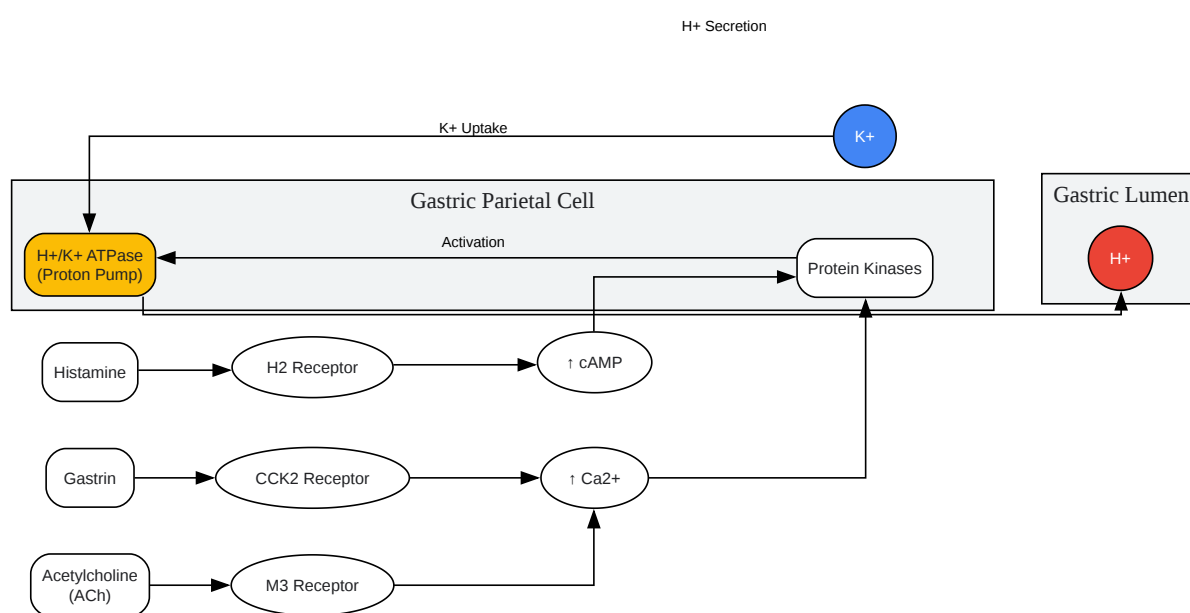 H+ Secretion
K+ Uptake
K+
Gastric Parietal Cell
Gastric Lumen
Activation
H+/K+ ATPase
(Proton Pump)
Protein Kinases
H+
Histamine
H2 Receptor
↑ cAMP
Gastrin
CCK2 Receptor
↑ Ca2+
Acetylcholine
(ACh)
M3 Receptor